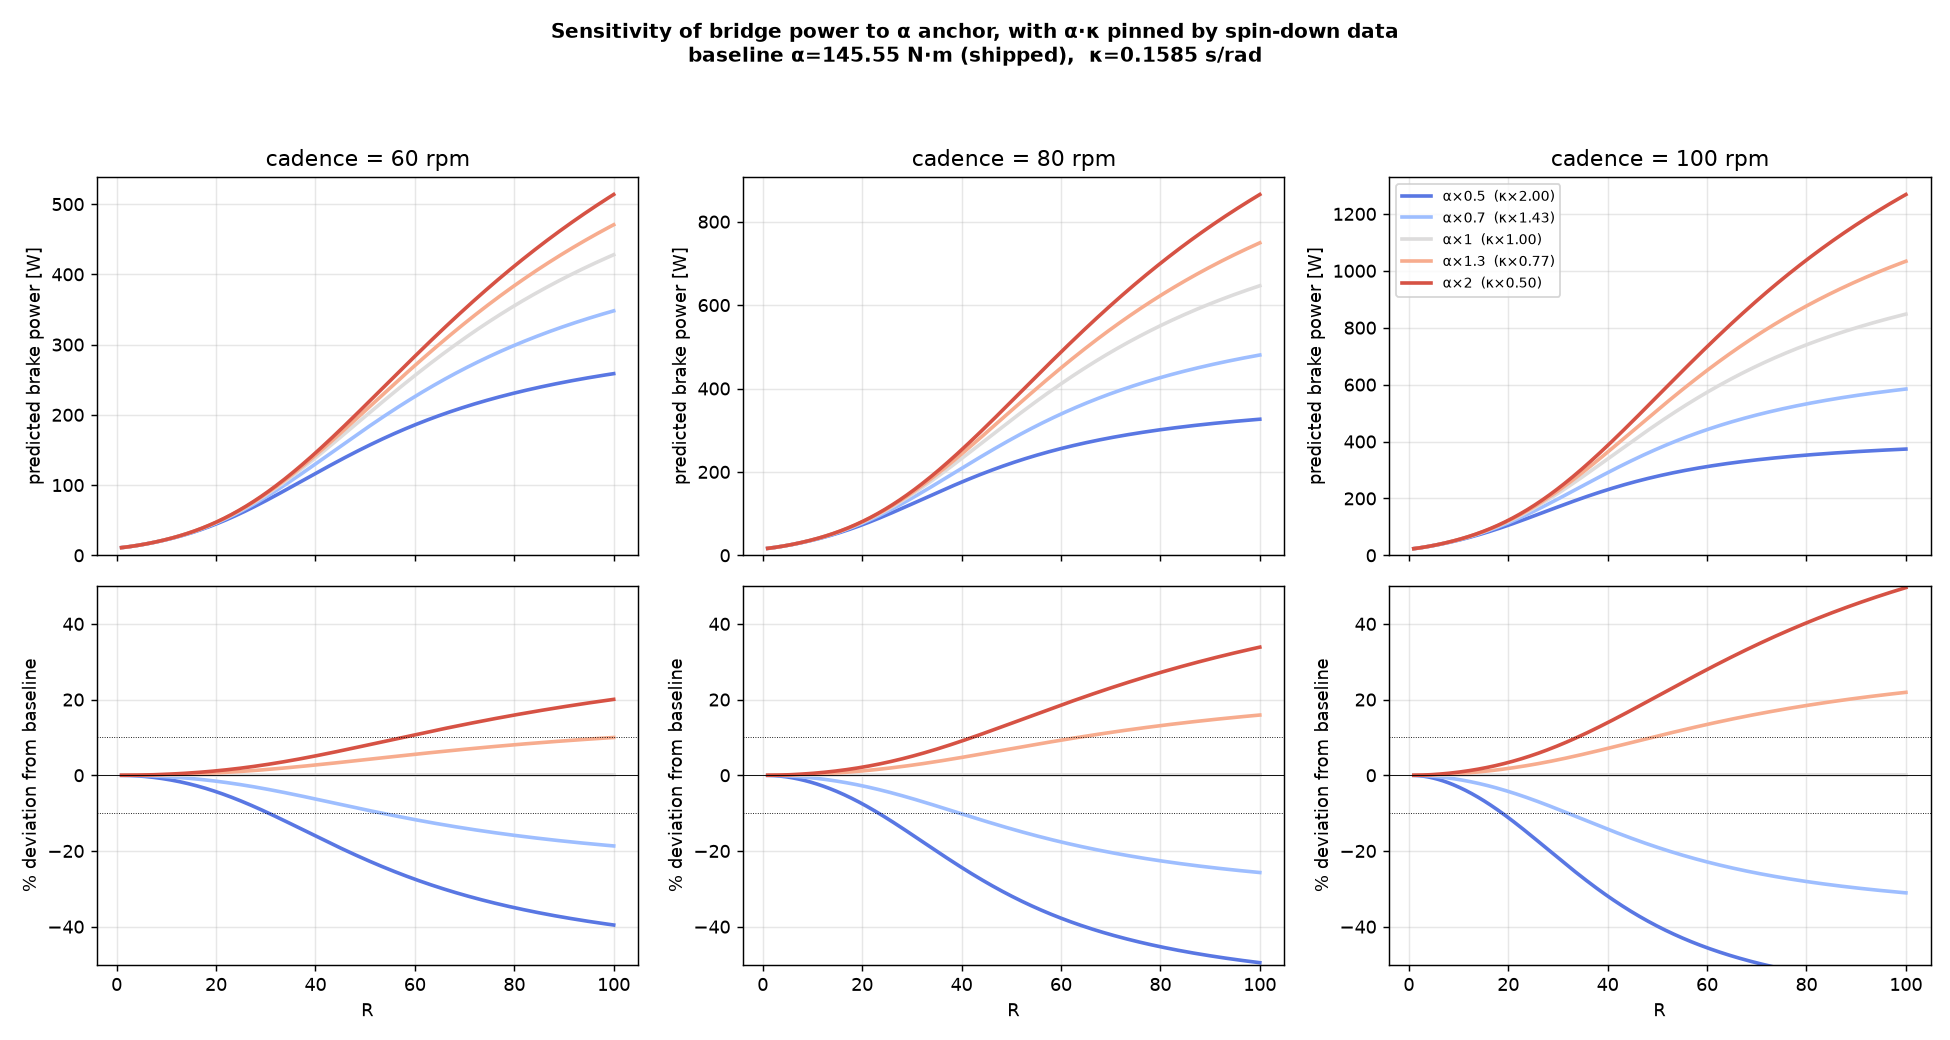 Sensitivity of bridge power to α anchor, with α·κ pinned by spin-down data
baseline α=145.55 N·m (shipped),  κ=0.1585 s/rad
cadence = 60 rpm
predicted brake power [W]
500
400
300
200
100
0
cadence = 80 rpm
predicted brake power [W]
800
600
400
200
0
cadence = 100 rpm
predicted brake power [W]
1200
1000
800
600
400
200
0
α×0.5  (κ×2.00)
α×0.7  (κ×1.43)
α×1  (κ×1.00)
α×1.3  (κ×0.77)
α×2  (κ×0.50)
% deviation from baseline
40
20
0
−20
−40
0 20 40 60 80 100
R
% deviation from baseline
40
20
0
−20
−40
0 20 40 60 80 100
R
% deviation from baseline
40
20
0
−20
−40
0 20 40 60 80 100
R